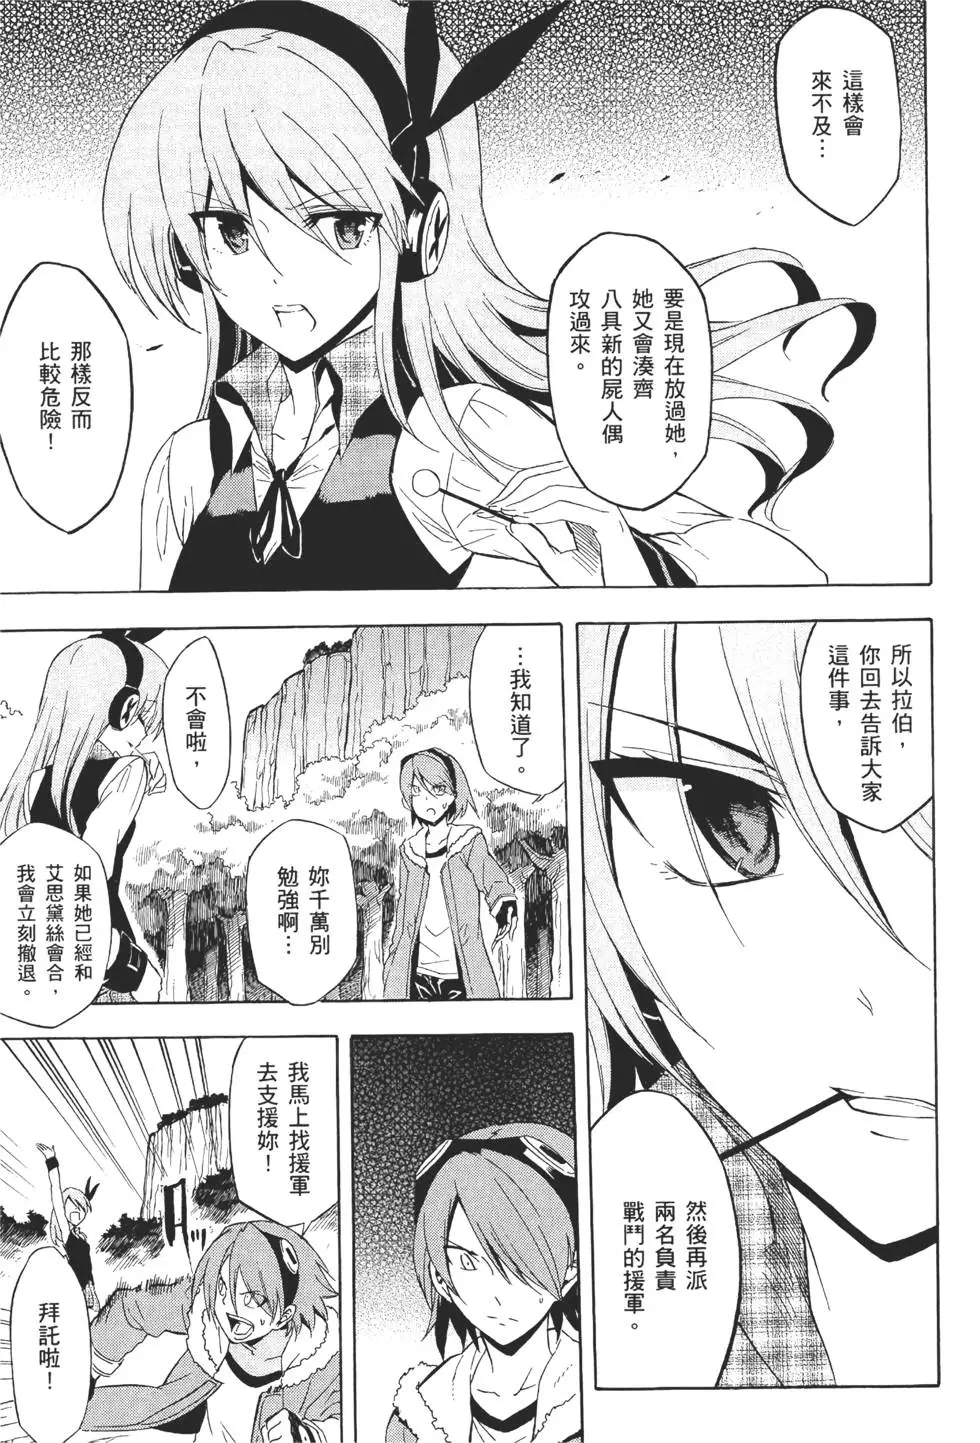 這樣會
來不及…
要是現在放過她，
她又會湊齊
八具新的屍人偶
攻過來。
那樣反而
比較危險！
所以拉伯，
你回去告訴大家
這件事，
然後再派
兩名負責
戰鬥的援軍。
…我知道了。
妳千萬別
勉強啊…
不會啦，
如果她已經和
艾思黛絲會合，
我會立刻撤退。
我馬上找援軍
去支援妳！
拜託啦！